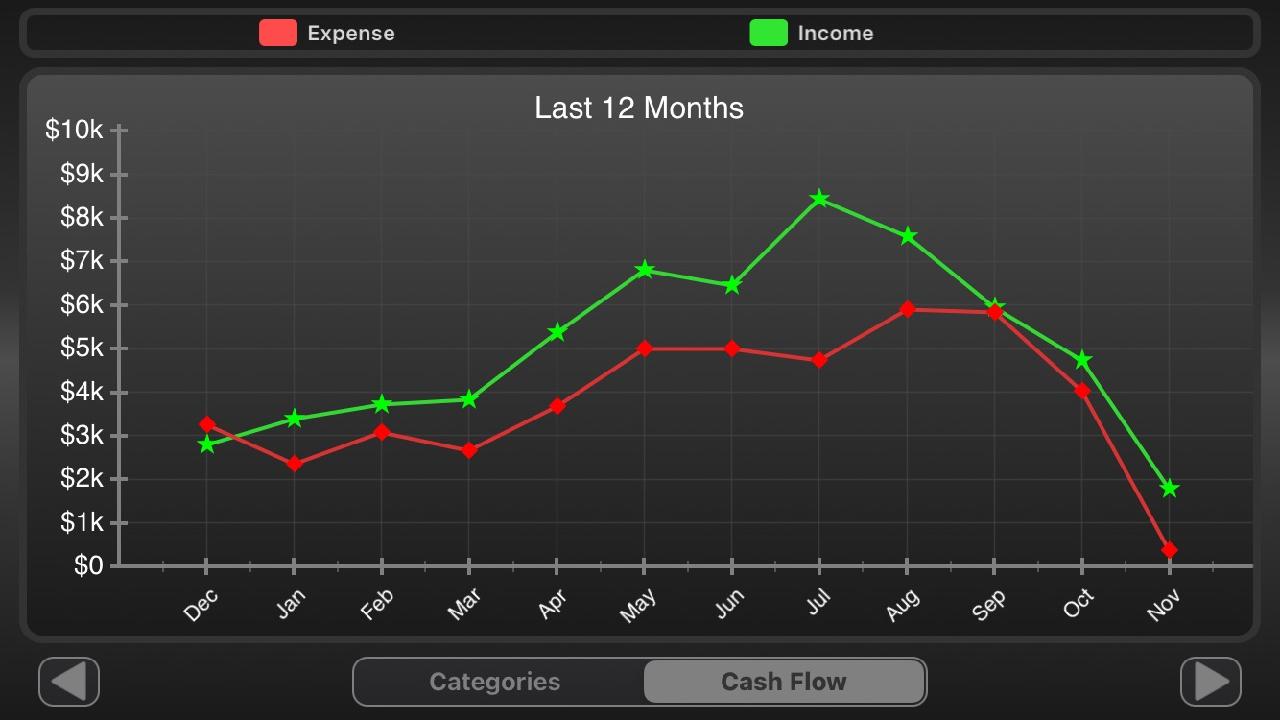 Expense
Income
Last 12 Months
$10k
$9k
$8k
$7k
$6k
$5k
$4k
$3k
$2k
$1k
$0
Dec Jan Feb Mar Apr May Jun Jul Aug Sep Oct Nov
Categories
Cash Flow